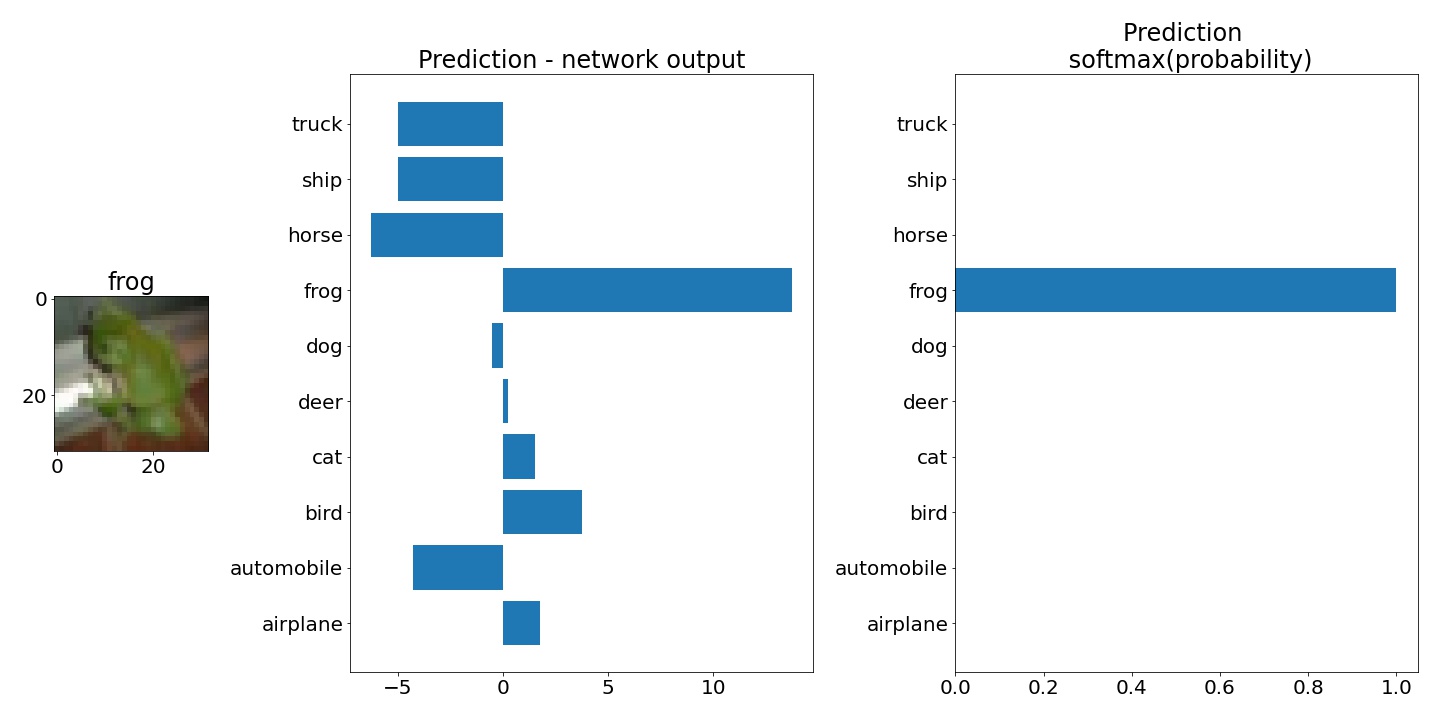 frog
0
20
0
20
Prediction - network output
truck
ship
horse
frog
dog
deer
cat
bird
automobile
airplane
−5
0
5
10
Prediction
softmax(probability)
truck
ship
horse
frog
dog
deer
cat
bird
automobile
airplane
0.0
0.2
0.4
0.6
0.8
1.0